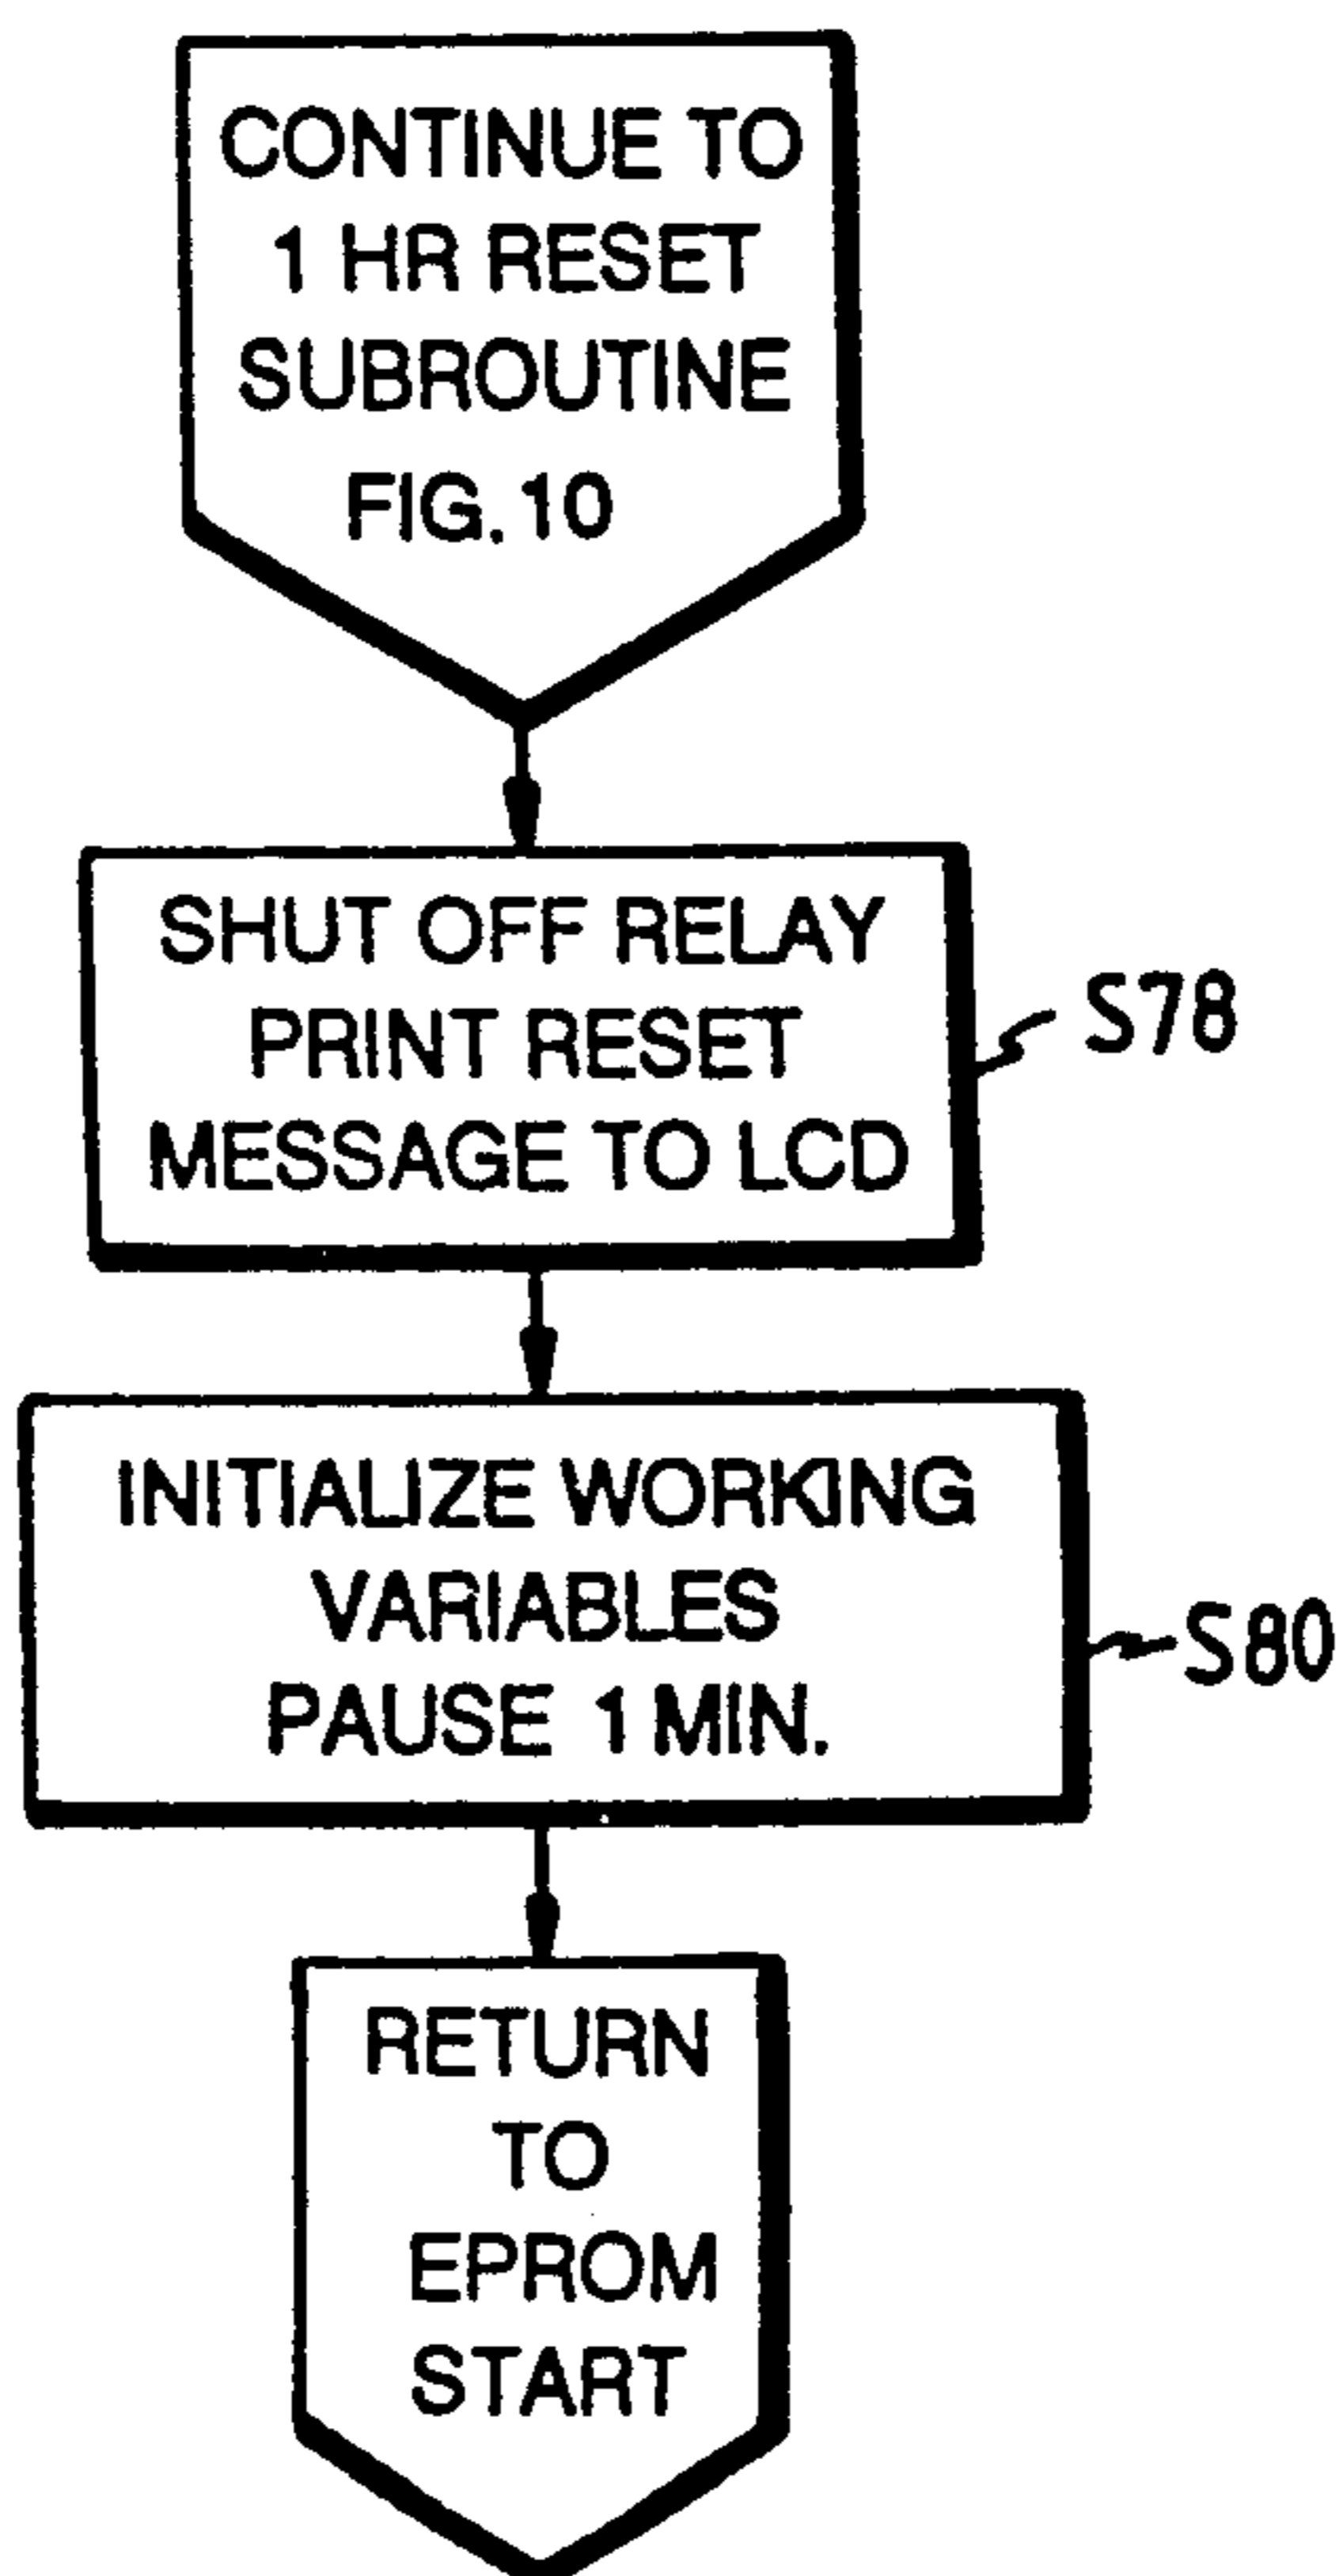 CONTINUE TO
1 HR RESET
SUBROUTINE
FIG. 10
SHUT OFF RELAY
PRINT RESET
MESSAGE TO LCD
S78
INITIALIZE WORKING
VARIABLES
PAUSE 1 MIN.
S80
RETURN
TO
EPROM
START